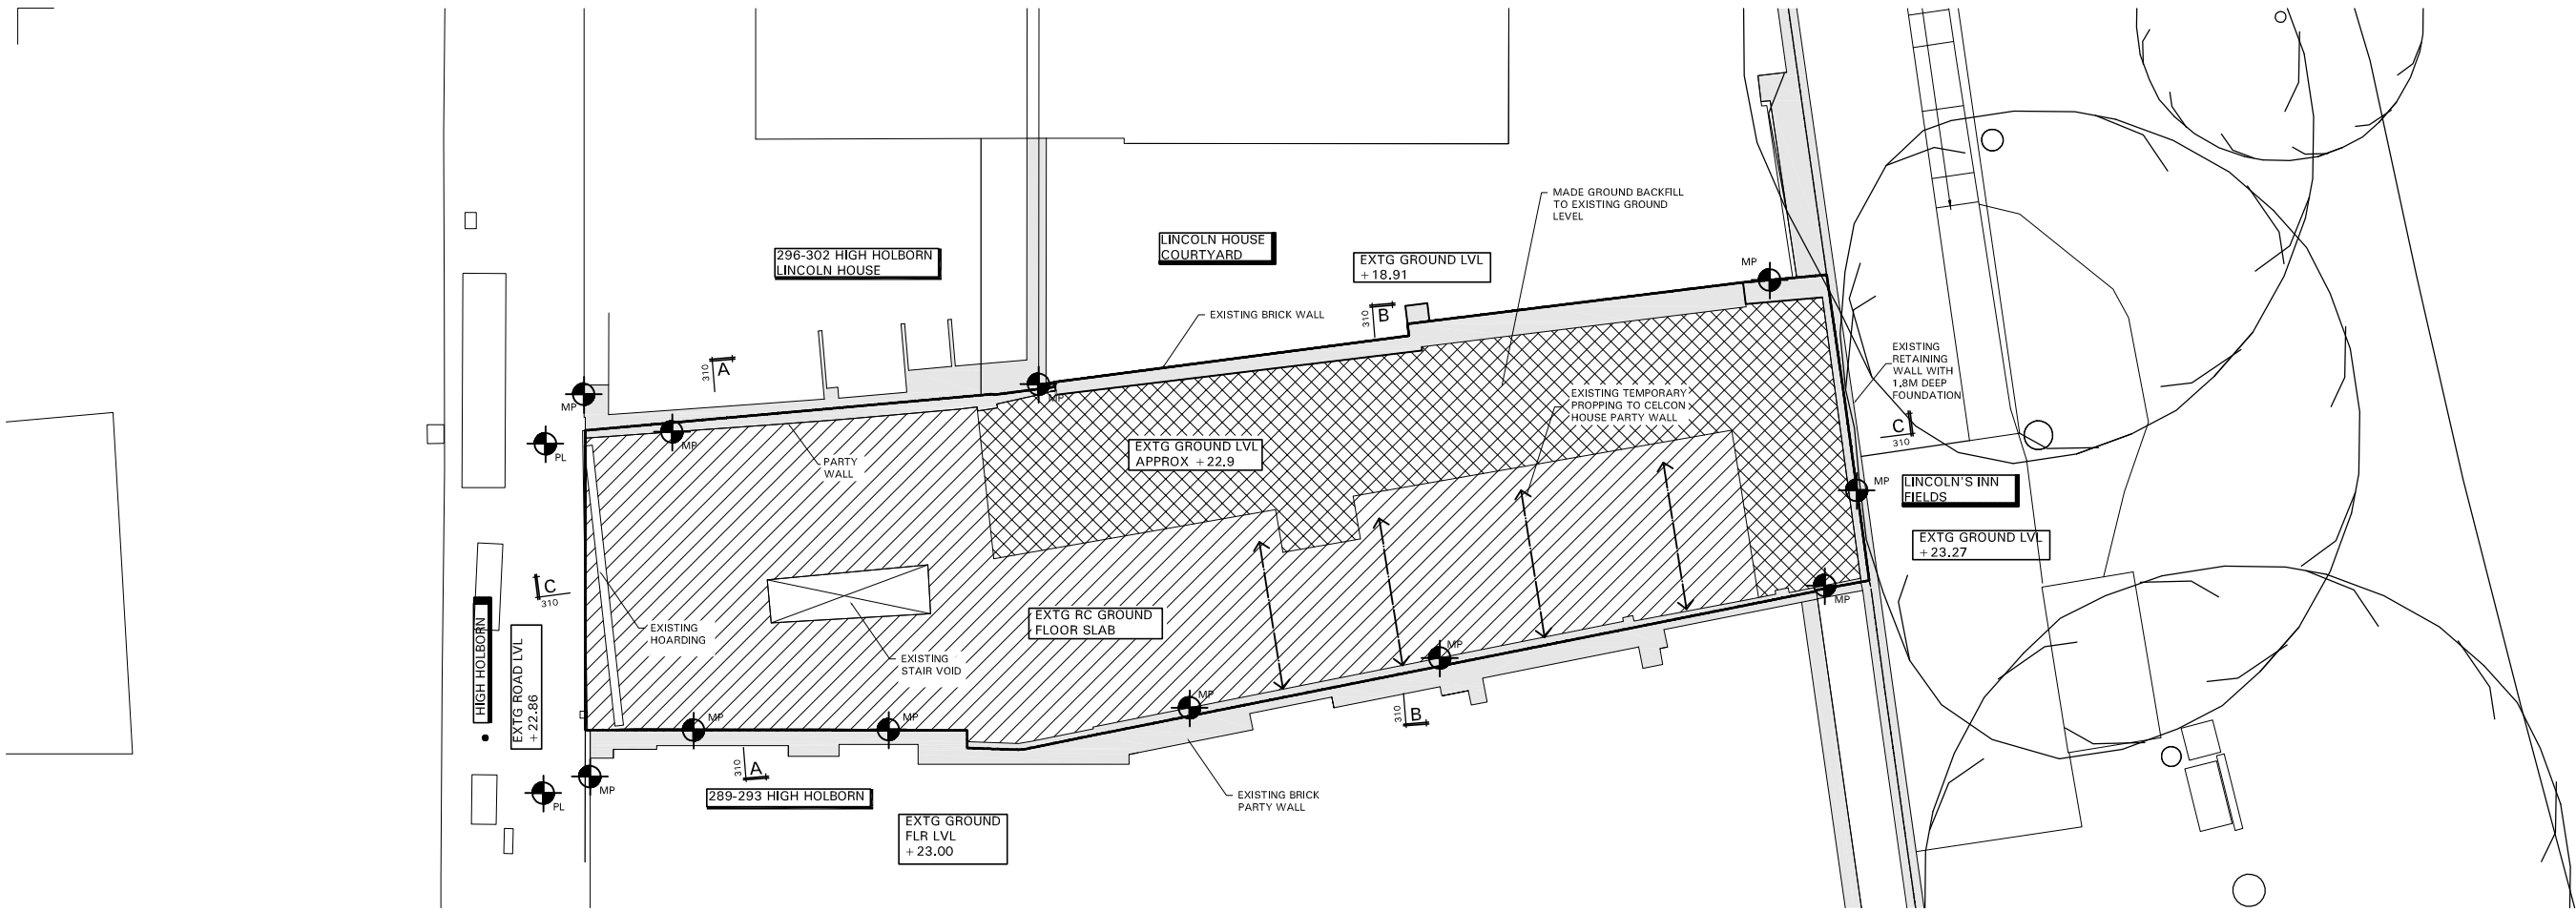 MADE GROUND BACKFILL
TO EXISTING GROUND
LEVEL
296-302 HIGH HOLBORN
LINCOLN HOUSE
LINCOLN HOUSE
COURTYARD
EXTG GROUND LVL
+18.91
MP
EXISTING BRICK WALL
310
B
310
A
EXISTING
RETAINING
WALL WITH
1.8M DEEP
FOUNDATION
EXISTING TEMPORARY
PROPPING TO CELCON
HOUSE PARTY WALL
MP
MP
MP
PL
C
310
EXTG GROUND LVL
APPROX +22.9
PARTY
WALL
MP
LINCOLN'S INN
FIELDS
EXTG GROUND LVL
+23.27
C
310
MP
HIGH HOLBORN
EXTG ROAD LVL
+22.86
EXISTING
HOARDING
EXTG RC GROUND
FLOOR SLAB
EXISTING
STAIR VOID
MP
MP
MP
MP
310
B
310
A
MP
PL
289-293 HIGH HOLBORN
EXISTING BRICK
PARTY WALL
EXTG GROUND
FLR LVL
+23.00